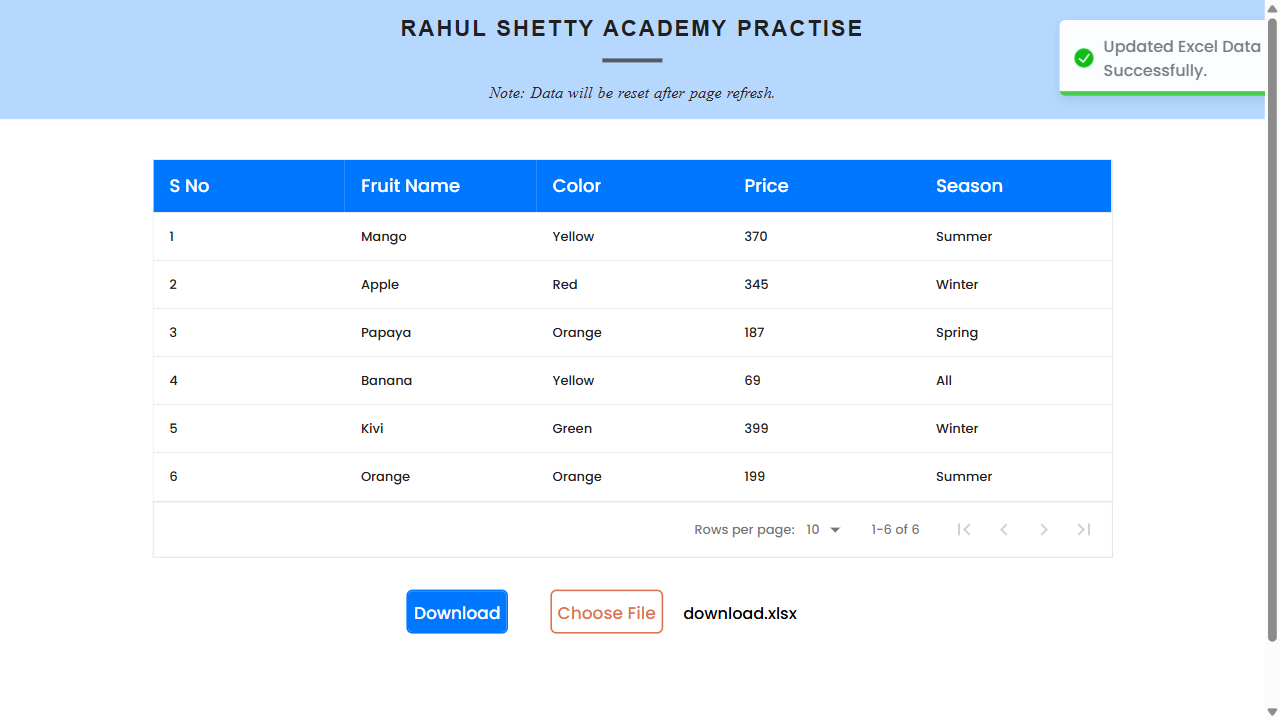 RAHUL SHETTY ACADEMY PRACTISE
Note: Data will be reset after page refresh.
Updated Excel Data
Successfully.
S No Fruit Name Color Price Season
1 Mango Yellow 370 Summer
2 Apple Red 345 Winter
3 Papaya Orange 187 Spring
4 Banana Yellow 69 All
5 Kivi Green 399 Winter
6 Orange Orange 199 Summer
Rows per page: 10 1-6 of 6
Download Choose File download.xlsx